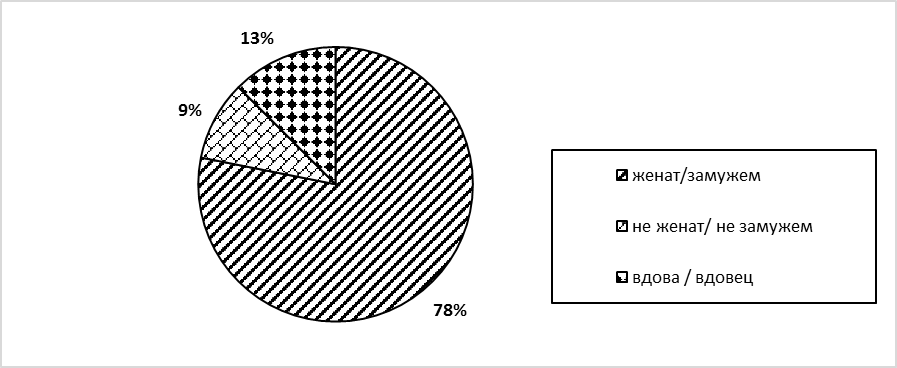 13%
9%
78%
женат/замужем
не женат/ не замужем
вдова / вдовец